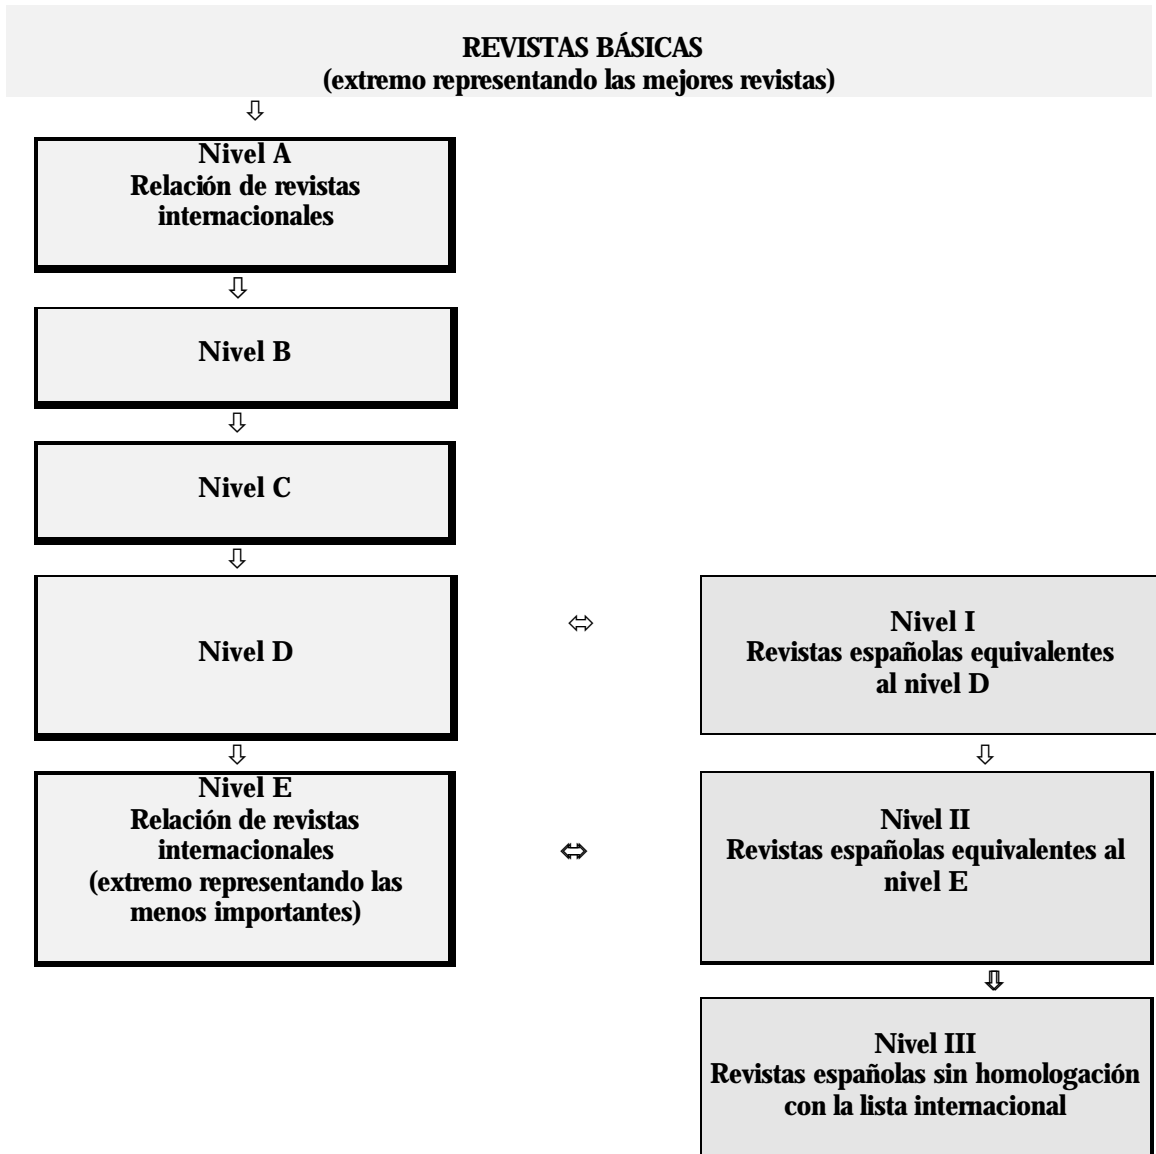 REVISTAS BÁSICAS
(extremo representando las mejores revistas)
⇩
Nivel A
Relación de revistas
internacionales
⇩
Nivel B
⇩
Nivel C
⇩
Nivel D
⇔
Nivel I
Revistas españolas equivalentes
al nivel D
⇩
⇩
Nivel E
Relación de revistas
internacionales
(extremo representando las
menos importantes)
⇔
Nivel II
Revistas españolas equivalentes al
nivel E
⇩
Nivel III
Revistas españolas sin homologación
con la lista internacional